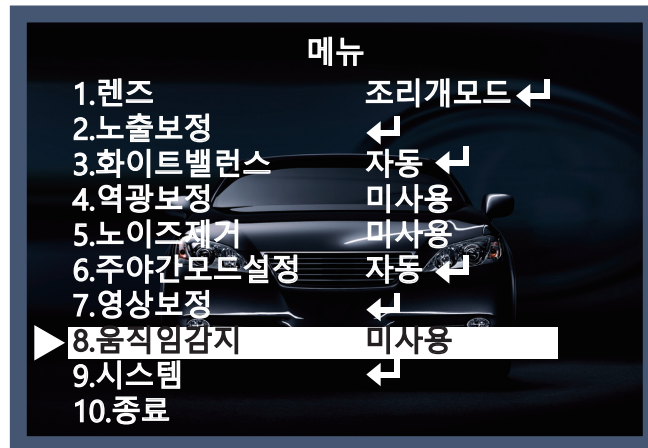 메뉴
1.렌즈 조리개모드 ↵
2.노출보정 ↵
3.화이트밸런스 자동 ↵
4.역광보정 미사용
5.노이즈제거 미사용
6.주야간모드설정 자동 ↵
7.영상보정 ↵
8.움직임감지 미사용
9.시스템 ↵
10.종료